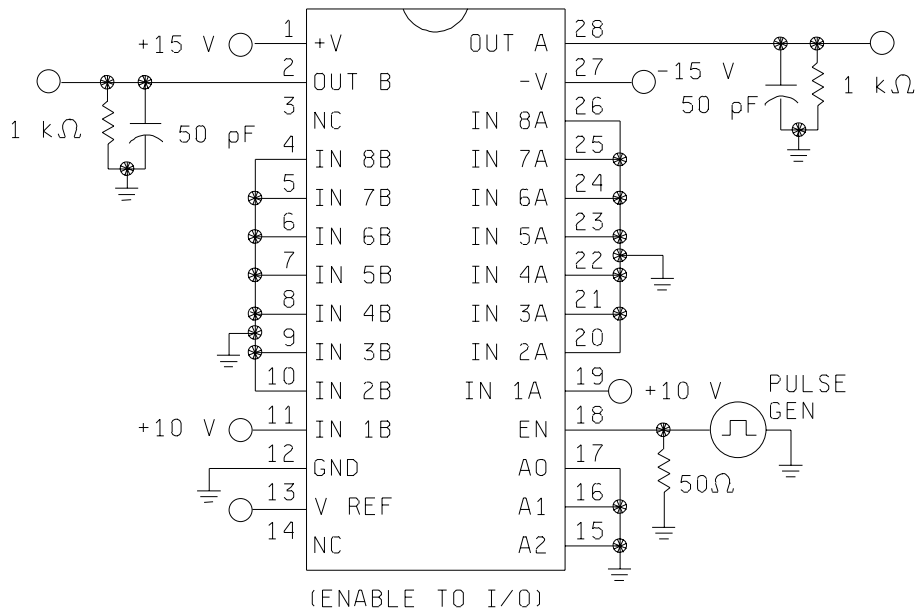 +15 V
1
+V
OUT A
28
2
OUT B
-V
27
-15 V
1 kΩ
50 pF
3
NC
IN 8A
26
50 pF
1 kΩ
4
IN 8B
IN 7A
25
5
IN 7B
IN 6A
24
6
IN 6B
IN 5A
23
7
IN 5B
IN 4A
22
8
IN 4B
IN 3A
21
9
IN 3B
IN 2A
20
10
IN 2B
IN 1A
19
+10 V
PULSE
GEN
+10 V
11
IN 1B
EN
18
12
GND
A0
17
50Ω
13
V REF
A1
16
14
NC
A2
15
(ENABLE TO I/O)